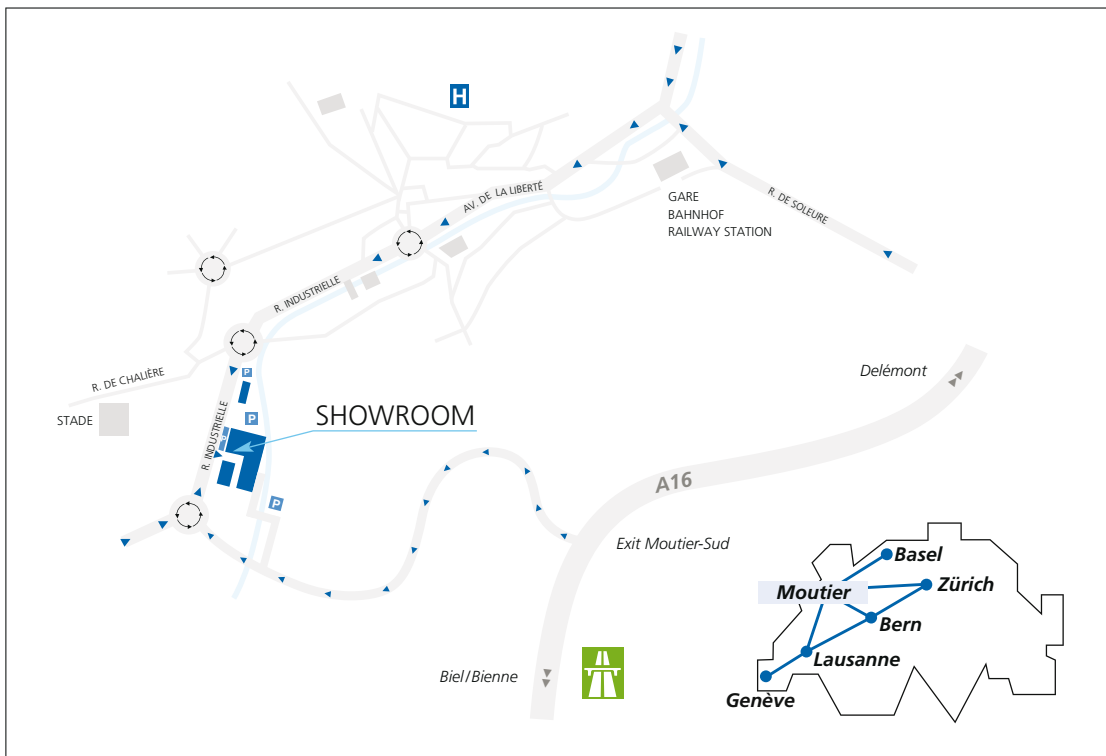 H
AV. DE LA LIBERTÉ
GARE
BAHNHOF
RAILWAY STATION
R. DE SOLEURE
R. INDUSTRIELLE
R. DE CHALIÈRE
STADE
P
P
R. INDUSTRIELLE
SHOWROOM
P
Delémont
A16
Exit Moutier-Sud
Biel/Bienne
Basel
Moutier
Zürich
Bern
Lausanne
Genève